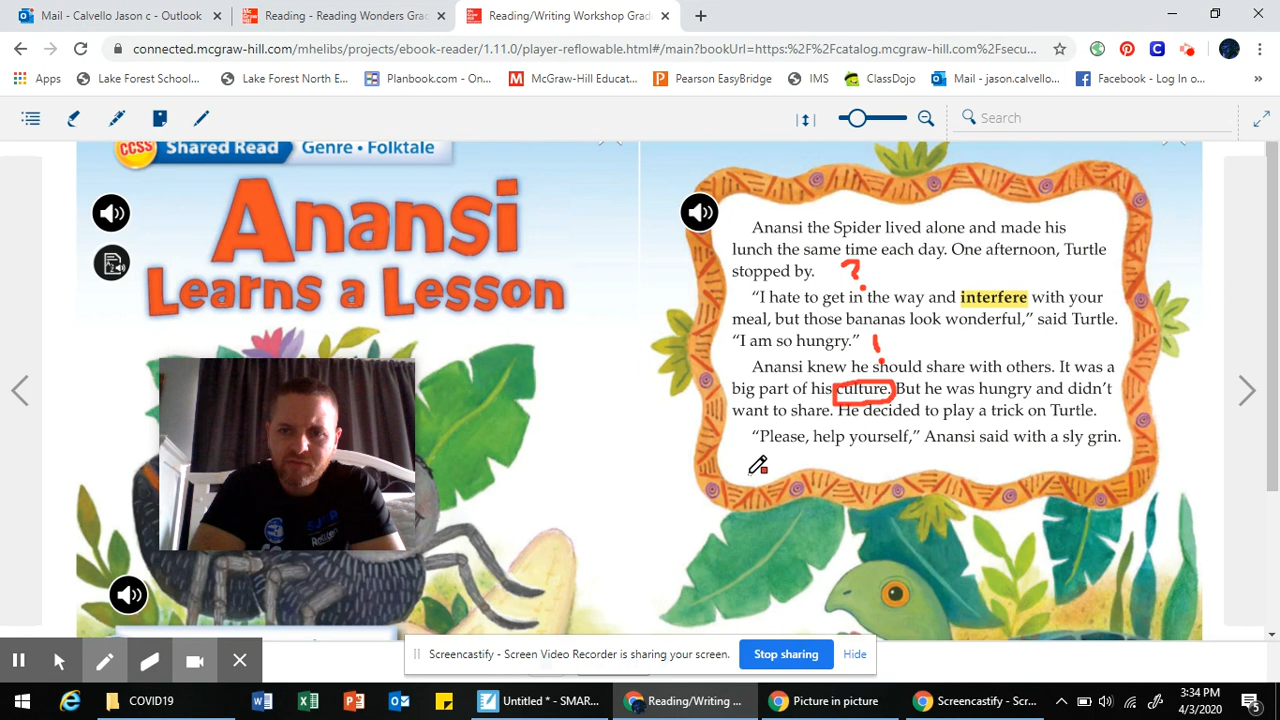 Mail - Calvello Jason c - Outlook
Reading - Reading Wonders Gra
Reading/Writing Workshop Grad
connected.mcgraw-hill.com/mhelibs/projects/ebook-reader/1.11.0/player-reflowable.html#/main?bookUrl=https:%2F%2Fcatalog.mcgraw-hill.com%2Fsecu...
Apps
Lake Forest School...
Lake Forest North E...
Planbook.com - On...
McGraw-Hill Educat...
Pearson EasyBridge
IMS
ClassDojo
Mail - jason.calvello...
Facebook - Log In o...
Search
CCSS Shared Read Genre • Folktale
Anansi
Learns a Lesson
Anansi the Spider lived alone and made his
lunch the same time each day. One afternoon, Turtle
stopped by.
?
“I hate to get in the way and interfere with your
meal, but those bananas look wonderful,” said Turtle.
“I am so hungry.”
!
Anansi knew he should share with others. It was a
big part of his culture. But he was hungry and didn’t
want to share. He decided to play a trick on Turtle.
“Please, help yourself,” Anansi said with a sly grin.
Screencastify - Screen Video Recorder is sharing your screen.
Stop sharing
Hide
COVID19
Untitled * - SMAR...
Reading/Writing ...
Picture in picture
Screencastify - Scr...
3:34 PM
4/3/2020
5